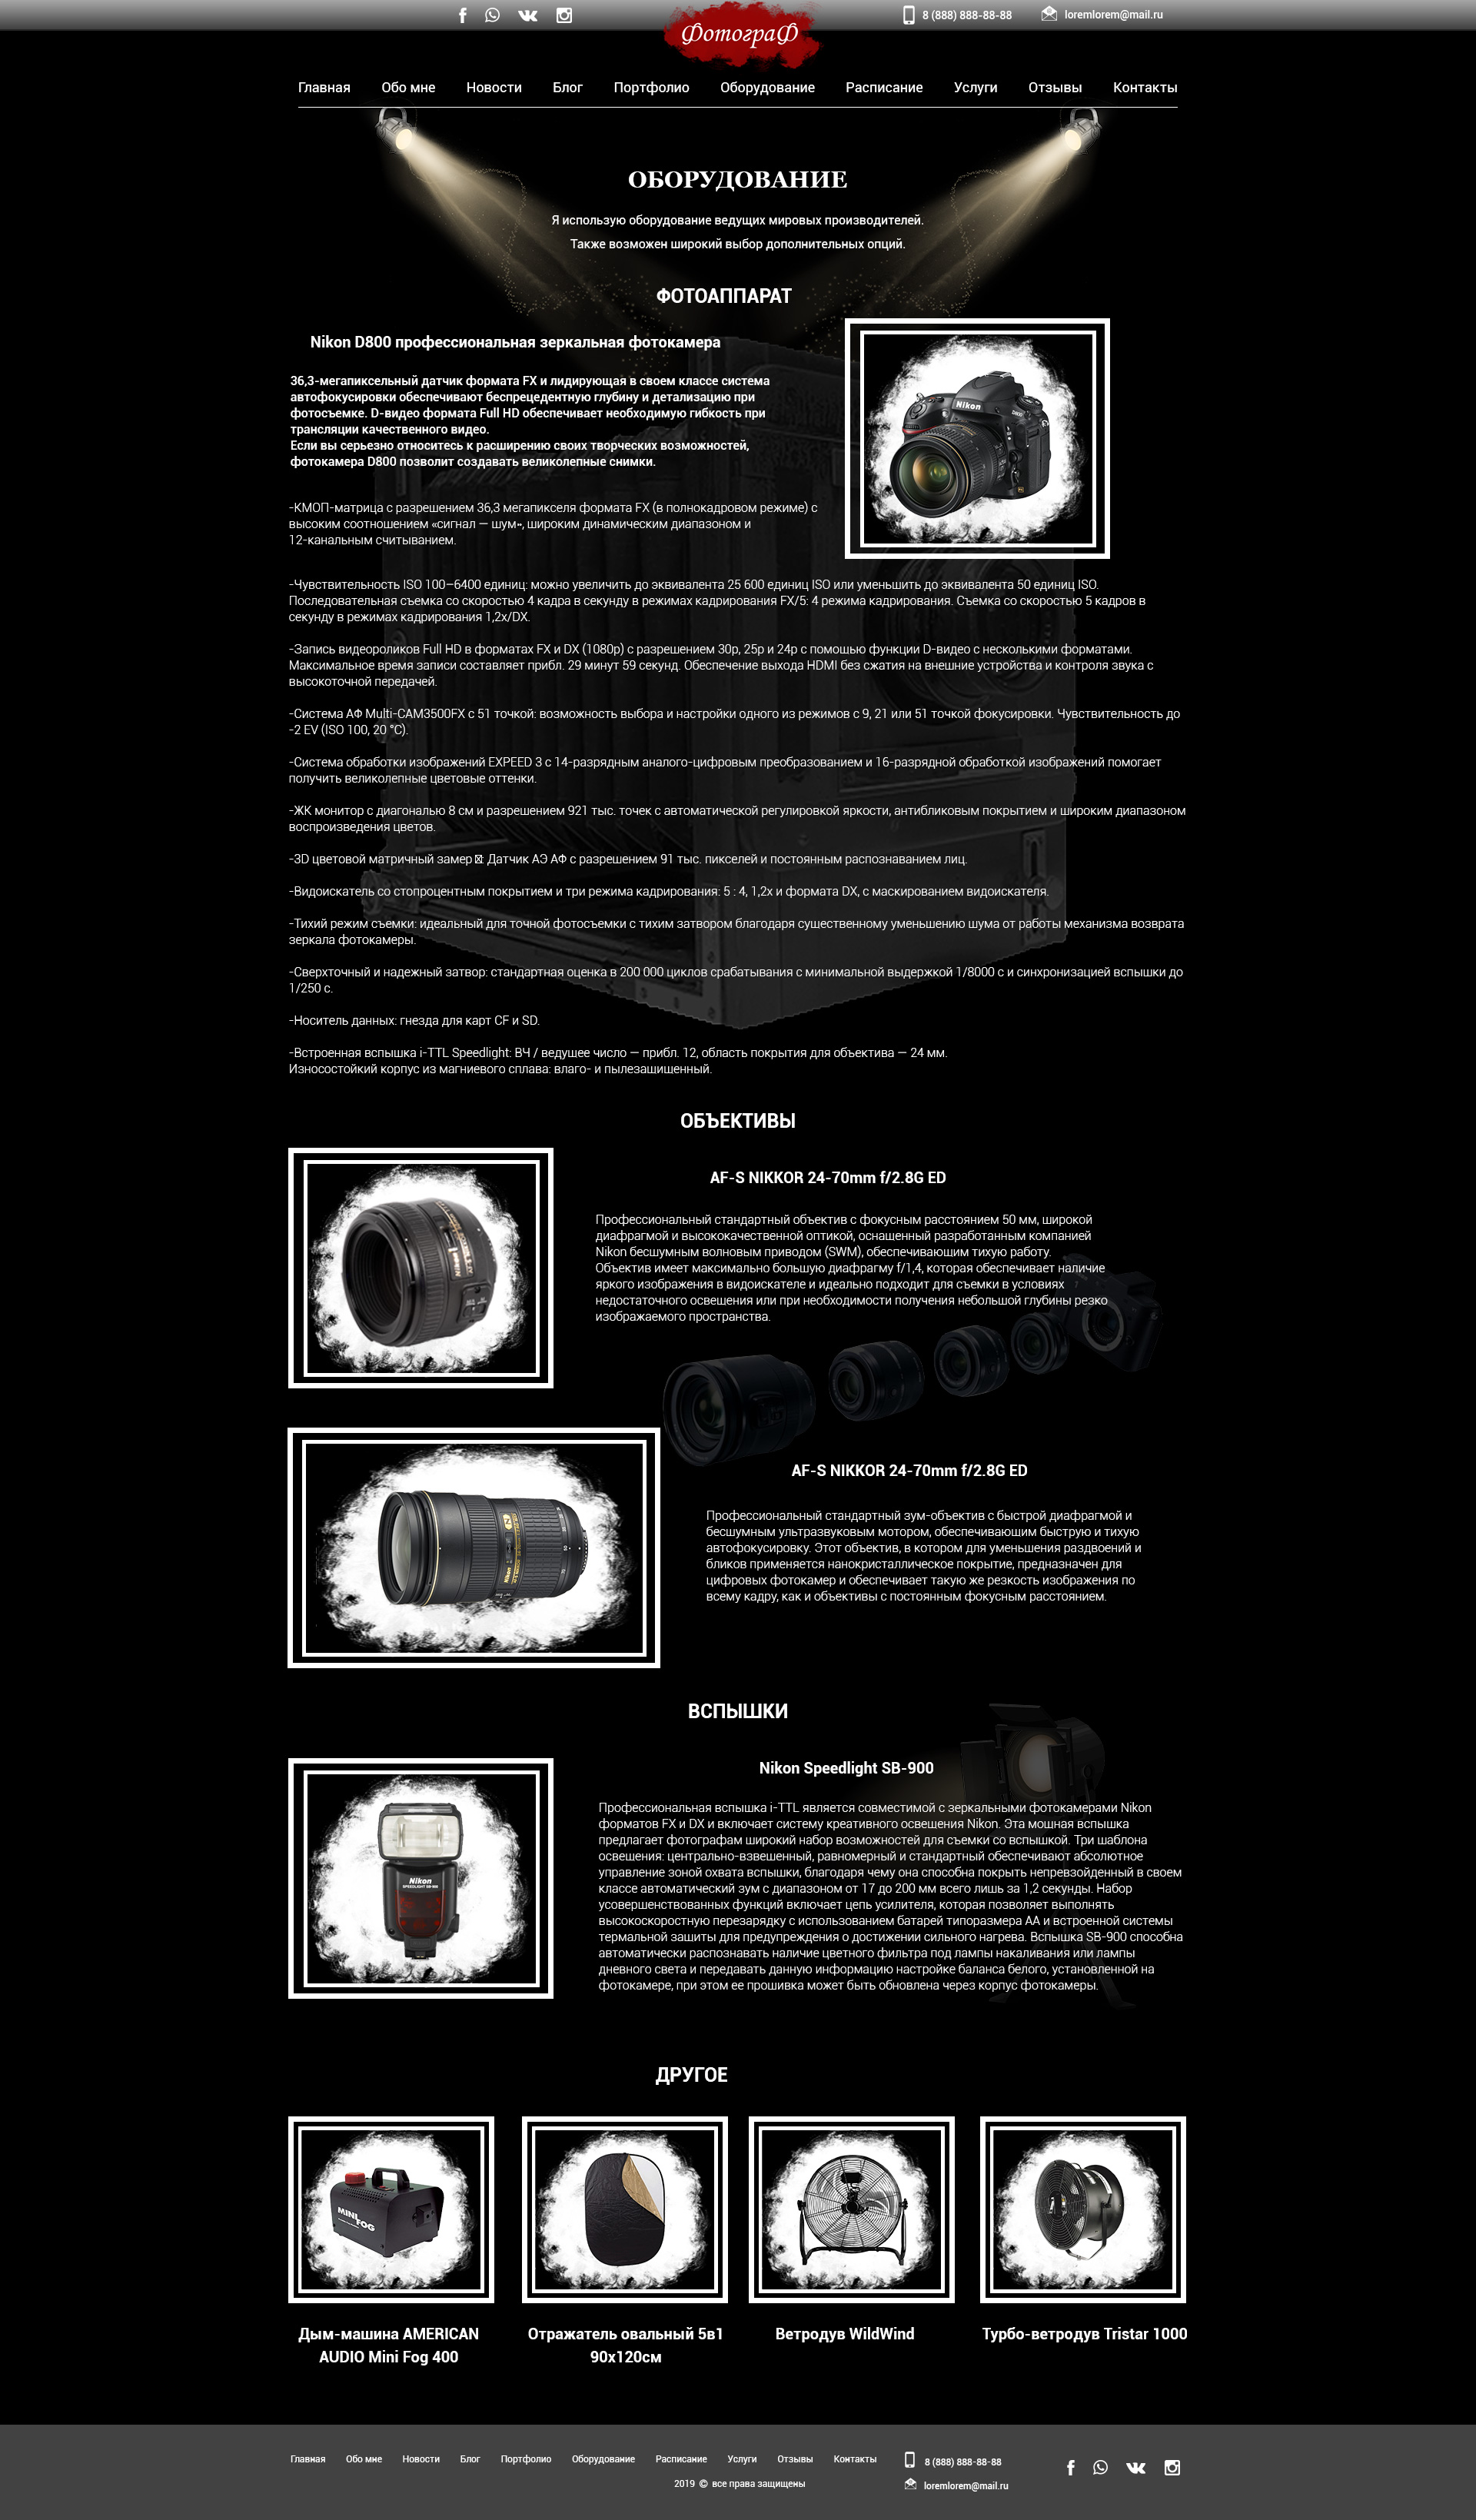 8 (888) 888-88-88
loremlorem@mail.ru
ФотограФ
Главная Обо мне Новости Блог Портфолио Оборудование Расписание Услуги Отзывы Контакты
ОБОРУДОВАНИЕ
Я использую оборудование ведущих мировых производителей.
Также возможен широкий выбор дополнительных опций.
ФОТОАППАРАТ
Nikon D800 профессиональная зеркальная фотокамера
36,3-мегапиксельный датчик формата FX и лидирующая в своем классе система
автофокусировки обеспечивают беспрецедентную глубину и детализацию при
фотосъемке. D-видео формата Full HD обеспечивает необходимую гибкость при
трансляции качественного видео.
Если вы серьезно относитесь к расширению своих творческих возможностей,
фотокамера D800 позволит создавать великолепные снимки.
Nikon
D800
-КМОП-матрица с разрешением 36,3 мегапикселя формата FX (в полнокадровом режиме) с
высоким соотношением «сигнал — шум», широким динамическим диапазоном и
12-канальным считыванием.
-Чувствительность ISO 100–6400 единиц: можно увеличить до эквивалента 25 600 единиц ISO или уменьшить до эквивалента 50 единиц ISO.
Последовательная съемка со скоростью 4 кадра в секунду в режимах кадрирования FX/5: 4 режима кадрирования. Съемка со скоростью 5 кадров в
секунду в режимах кадрирования 1,2x/DX.
-Запись видеороликов Full HD в форматах FX и DX (1080p) с разрешением 30p, 25p и 24p с помощью функции D-видео с несколькими форматами.
Максимальное время записи составляет прибл. 29 минут 59 секунд. Обеспечение выхода HDMI без сжатия на внешние устройства и контроля звука с
высокоточной передачей.
-Система АФ Multi-CAM3500FX с 51 точкой: возможность выбора и настройки одного из режимов с 9, 21 или 51 точкой фокусировки. Чувствительность до
-2 EV (ISO 100, 20 °C).
-Система обработки изображений EXPEED 3 с 14-разрядным аналого-цифровым преобразованием и 16-разрядной обработкой изображений помогает
получить великолепные цветовые оттенки.
-ЖК монитор с диагональю 8 см и разрешением 921 тыс. точек с автоматической регулировкой яркости, антибликовым покрытием и широким диапазоном
воспроизведения цветов.
-3D цветовой матричный замер : Датчик АЭ АФ с разрешением 91 тыс. пикселей и постоянным распознаванием лиц.
-Видоискатель со стопроцентным покрытием и три режима кадрирования: 5 : 4, 1,2x и формата DX, с маскированием видоискателя.
-Тихий режим съемки: идеальный для точной фотосъемки с тихим затвором благодаря существенному уменьшению шума от работы механизма возврата
зеркала фотокамеры.
-Сверхточный и надежный затвор: стандартная оценка в 200 000 циклов срабатывания с минимальной выдержкой 1/8000 с и синхронизацией вспышки до
1/250 с.
-Носитель данных: гнезда для карт CF и SD.
-Встроенная вспышка i-TTL Speedlight: ВЧ / ведущее число — прибл. 12, область покрытия для объектива — 24 мм.
Износостойкий корпус из магниевого сплава: влаго- и пылезащищенный.
ОБЪЕКТИВЫ
AF-S NIKKOR 24-70mm f/2.8G ED
Профессиональный стандартный объектив с фокусным расстоянием 50 мм, широкой
диафрагмой и высококачественной оптикой, оснащенный разработанным компанией
Nikon бесшумным волновым приводом (SWM), обеспечивающим тихую работу.
Объектив имеет максимально большую диафрагму f/1,4, которая обеспечивает наличие
яркого изображения в видоискателе и идеально подходит для съемки в условиях
недостаточного освещения или при необходимости получения небольшой глубины резко
изображаемого пространства.
AF-S NIKKOR 24-70mm f/2.8G ED
Профессиональный стандартный зум-объектив с быстрой диафрагмой и
бесшумным ультразвуковым мотором, обеспечивающим быструю и тихую
автофокусировку. Этот объектив, в котором для уменьшения раздвоений и
бликов применяется нанокристаллическое покрытие, предназначен для
цифровых фотокамер и обеспечивает такую же резкость изображения по
всему кадру, как и объективы с постоянным фокусным расстоянием.
ВСПЫШКИ
Nikon Speedlight SB-900
Nikon
SPEEDLIGHT SB-900
Профессиональная вспышка i-TTL является совместимой с зеркальными фотокамерами Nikon
форматов FX и DX и включает систему креативного освещения Nikon. Эта мощная вспышка
предлагает фотографам широкий набор возможностей для съемки со вспышкой. Три шаблона
освещения: центрально-взвешенный, равномерный и стандартный обеспечивают абсолютное
управление зоной охвата вспышки, благодаря чему она способна покрыть непревзойденный в своем
классе автоматический зум с диапазоном от 17 до 200 мм всего лишь за 1,2 секунды. Набор
усовершенствованных функций включает цепь усилителя, которая позволяет выполнять
высокоскоростную перезарядку с использованием батарей типоразмера AA и встроенной системы
термальной защиты для предупреждения о достижении сильного нагрева. Вспышка SB-900 способна
автоматически распознавать наличие цветного фильтра под лампы накаливания или лампы
дневного света и передавать данную информацию настройке баланса белого, установленной на
фотокамере, при этом ее прошивка может быть обновлена через корпус фотокамеры.
ДРУГОЕ
MINI FOG
Дым-машина AMERICAN
AUDIO Mini Fog 400
Отражатель овальный 5в1
90х120см
Ветродув WildWind
Турбо-ветродув Tristar 1000
Главная Обо мне Новости Блог Портфолио Оборудование Расписание Услуги Отзывы Контакты
8 (888) 888-88-88
2019 © все права защищены
loremlorem@mail.ru